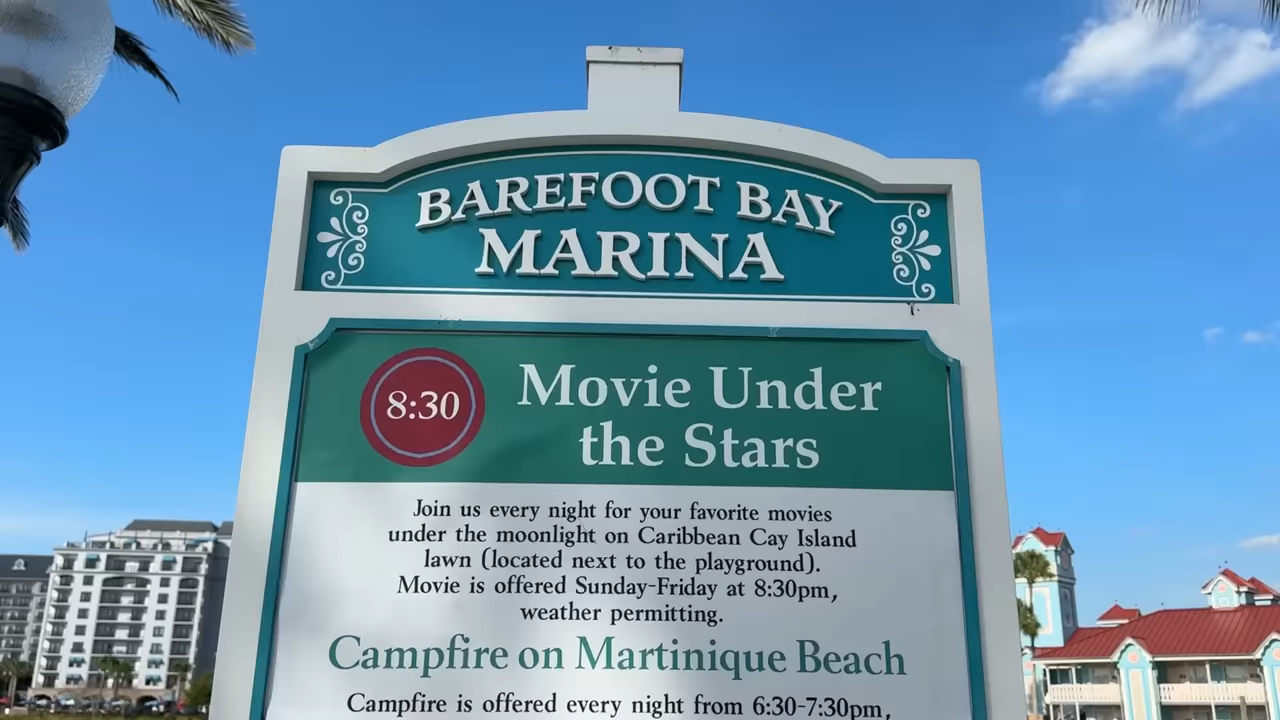 BAREFOOT BAY
MARINA
8:30
Movie Under
the Stars
Join us every night for your favorite movies
under the moonlight on Caribbean Cay Island
lawn (located next to the playground).
Movie is offered Sunday-Friday at 8:30pm,
weather permitting.
Campfire on Martinique Beach
Campfire is offered every night from 6:30-7:30pm,